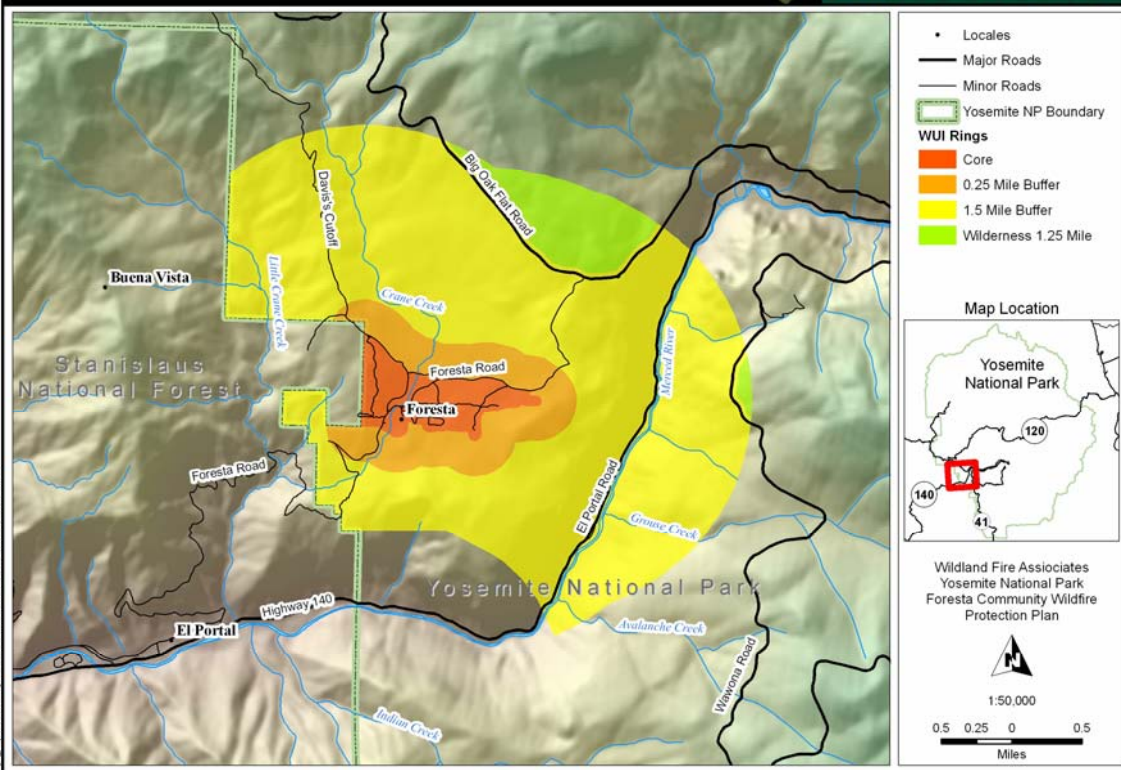 Big Oak Flat Road
Davis's Cutoff
Buena Vista
Little Crane Creek
Crane Creek
Stanislaus
National Forest
Foresta Road
Foresta
Merced River
Foresta Road
El Portal Road
Grouse Creek
Yosemite National Park
Highway 140
El Portal
Avalanche Creek
Wawona Road
Indian Creek
Locales
Major Roads
Minor Roads
Yosemite NP Boundary
WUI Rings
Core
0.25 Mile Buffer
1.5 Mile Buffer
Wilderness 1.25 Mile
Map Location
Yosemite
National Park
120
140
41
Wildland Fire Assiociates
Yosemite National Park
Foresta Community Wildfire
Protection Plan
N
1:50,000
0.5 0.25 0 0.5
Miles